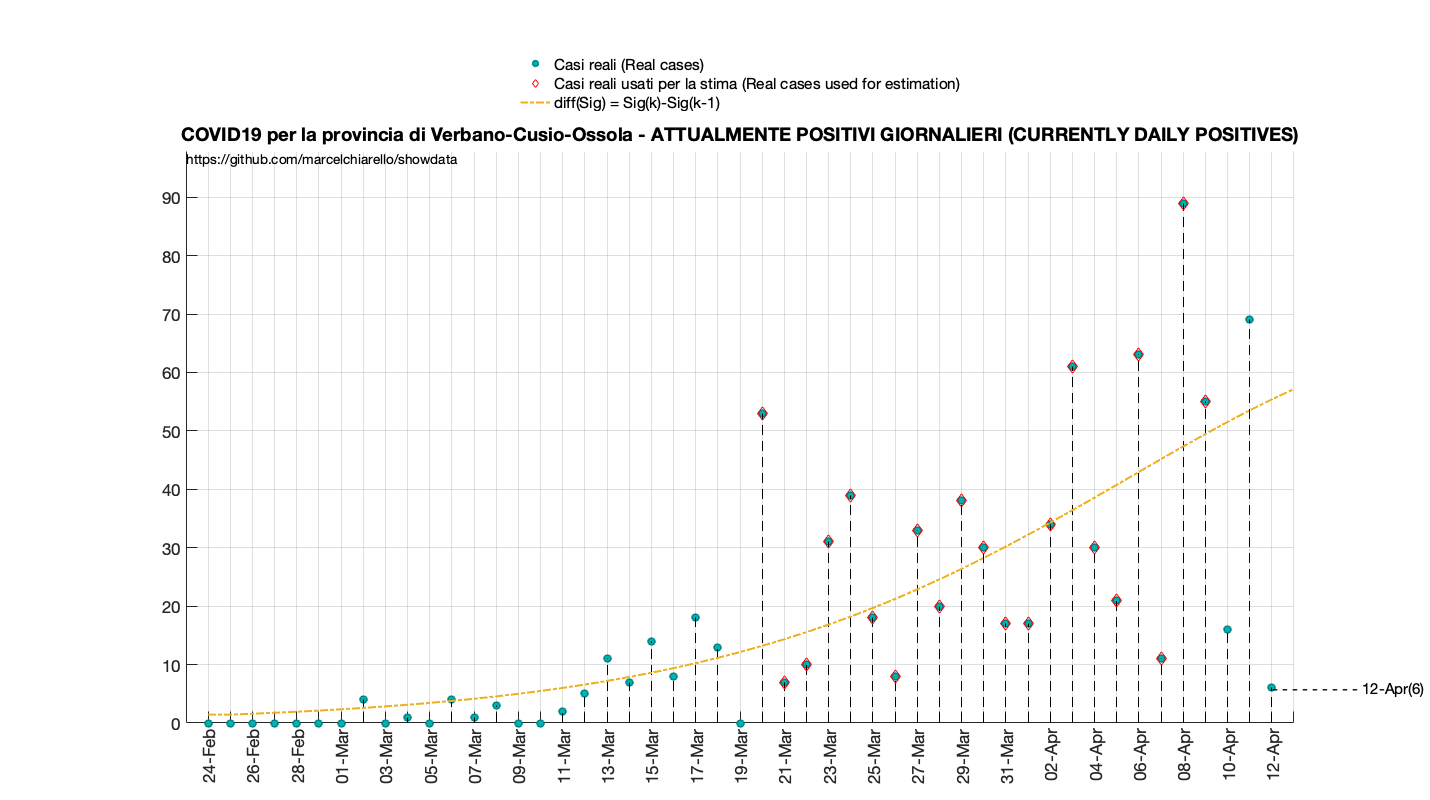 Casi reali (Real cases)
Casi reali usati per la stima (Real cases used for estimation)
diff(Sig) = Sig(k)-Sig(k-1)
COVID19 per la provincia di Verbano-Cusio-Ossola - ATTUALMENTE POSITIVI GIORNALIERI (CURRENTLY DAILY POSITIVES)
https://github.com/marcelchiarello/showdata
90
80
70
60
50
40
30
20
10
0
12-Apr(6)
24-Feb
26-Feb
28-Feb
01-Mar
03-Mar
05-Mar
07-Mar
09-Mar
11-Mar
13-Mar
15-Mar
17-Mar
19-Mar
21-Mar
23-Mar
25-Mar
27-Mar
29-Mar
31-Mar
02-Apr
04-Apr
06-Apr
08-Apr
10-Apr
12-Apr